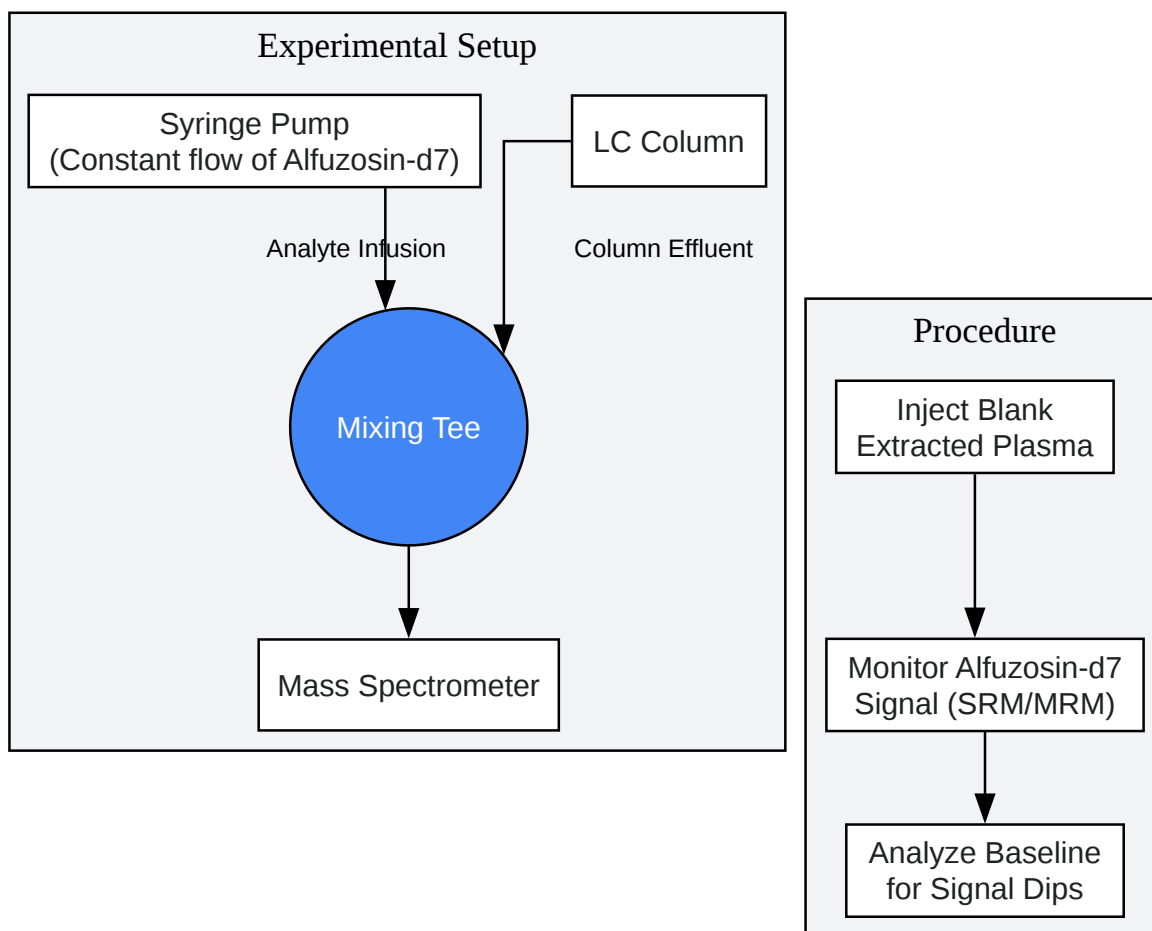 Experimental Setup
Syringe Pump
(Constant flow of Alfuzosin-d7)
LC Column
Analyte Infusion
Column Effluent
Mixing Tee
Mass Spectrometer
Procedure
Inject Blank
Extracted Plasma
Monitor Alfuzosin-d7
Signal (SRM/MRM)
Analyze Baseline
for Signal Dips